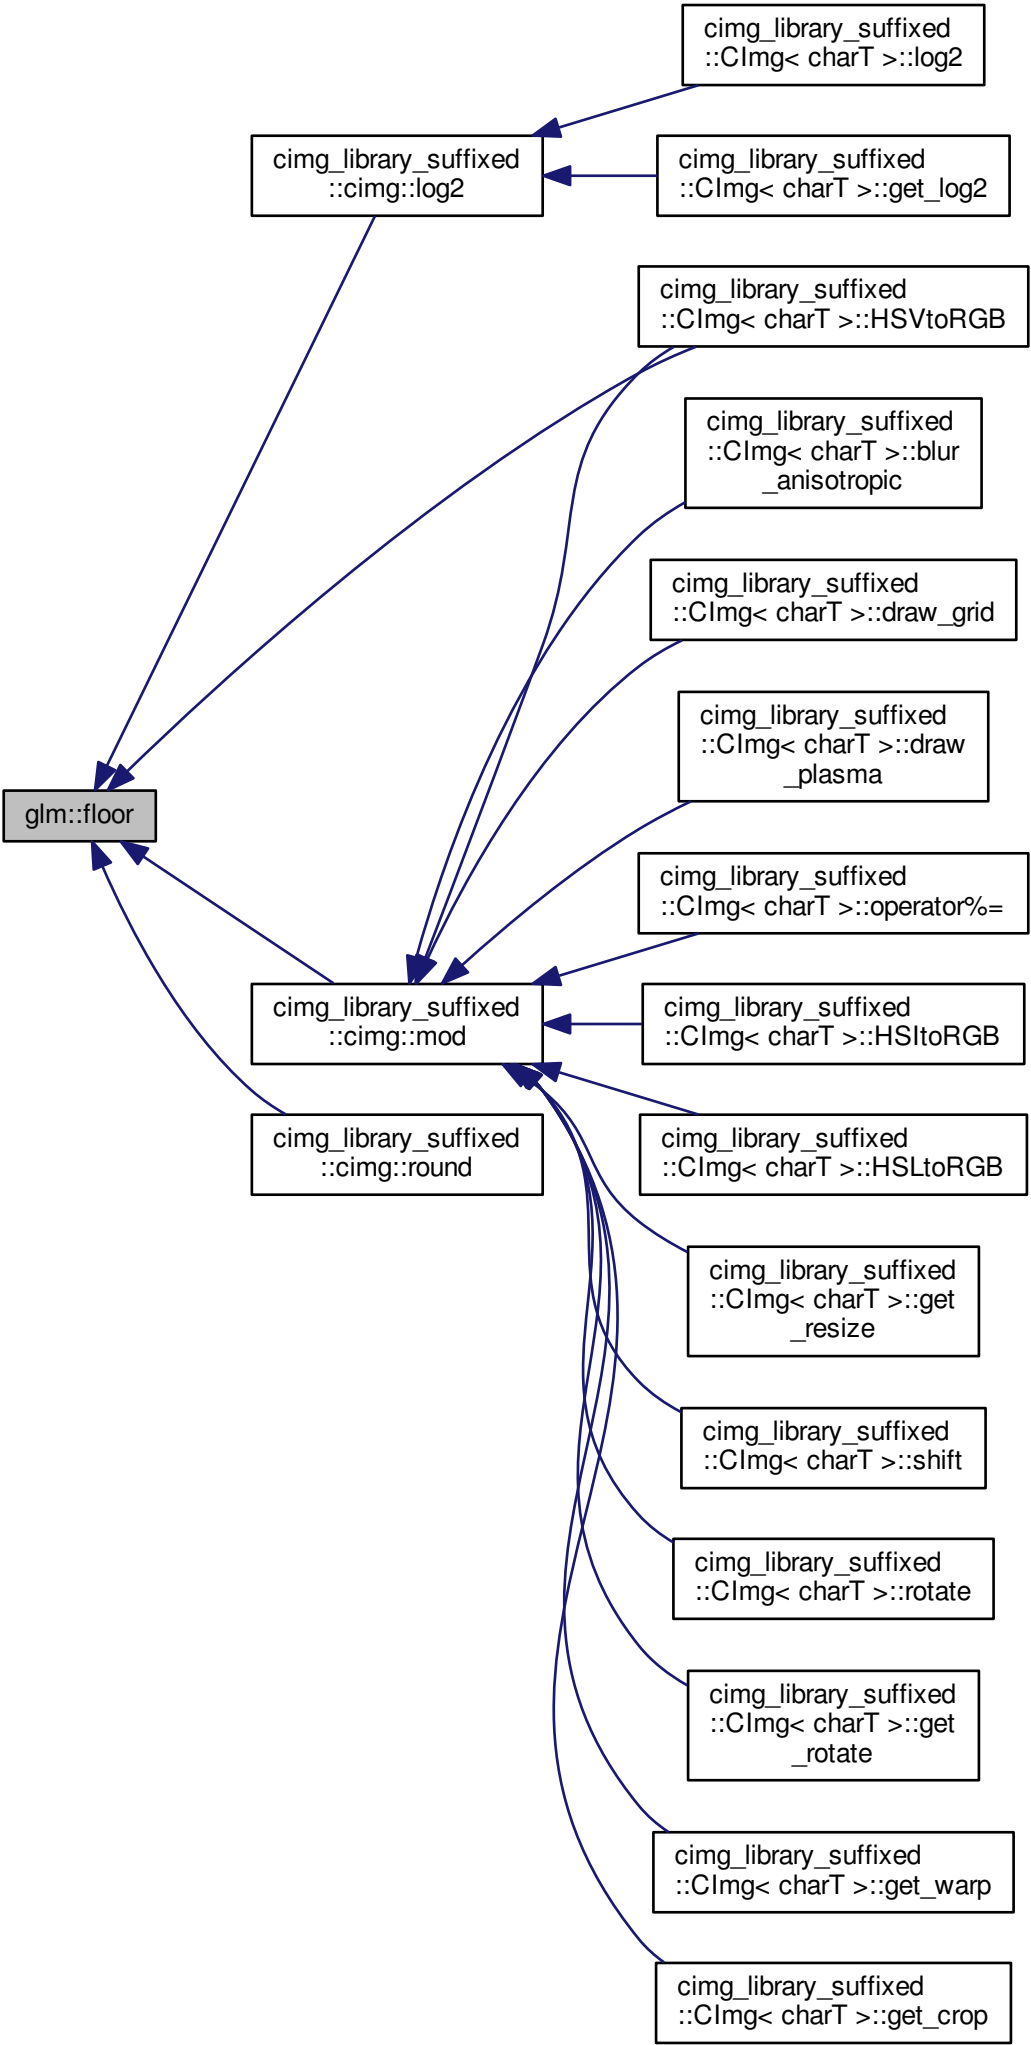 cimg_library_suffixed
::CImg< charT >::log2
cimg_library_suffixed
::cimg::log2
cimg_library_suffixed
::CImg< charT >::get_log2
cimg_library_suffixed
::CImg< charT >::HSVtoRGB
cimg_library_suffixed
::CImg< charT >::blur
_anisotropic
cimg_library_suffixed
::CImg< charT >::draw_grid
cimg_library_suffixed
::CImg< charT >::draw
_plasma
glm::floor
cimg_library_suffixed
::CImg< charT >::operator%=
cimg_library_suffixed
::cimg::mod
cimg_library_suffixed
::CImg< charT >::HSItoRGB
cimg_library_suffixed
::cimg::round
cimg_library_suffixed
::CImg< charT >::HSLtoRGB
cimg_library_suffixed
::CImg< charT >::get
_resize
cimg_library_suffixed
::CImg< charT >::shift
cimg_library_suffixed
::CImg< charT >::rotate
cimg_library_suffixed
::CImg< charT >::get
_rotate
cimg_library_suffixed
::CImg< charT >::get_warp
cimg_library_suffixed
::CImg< charT >::get_crop